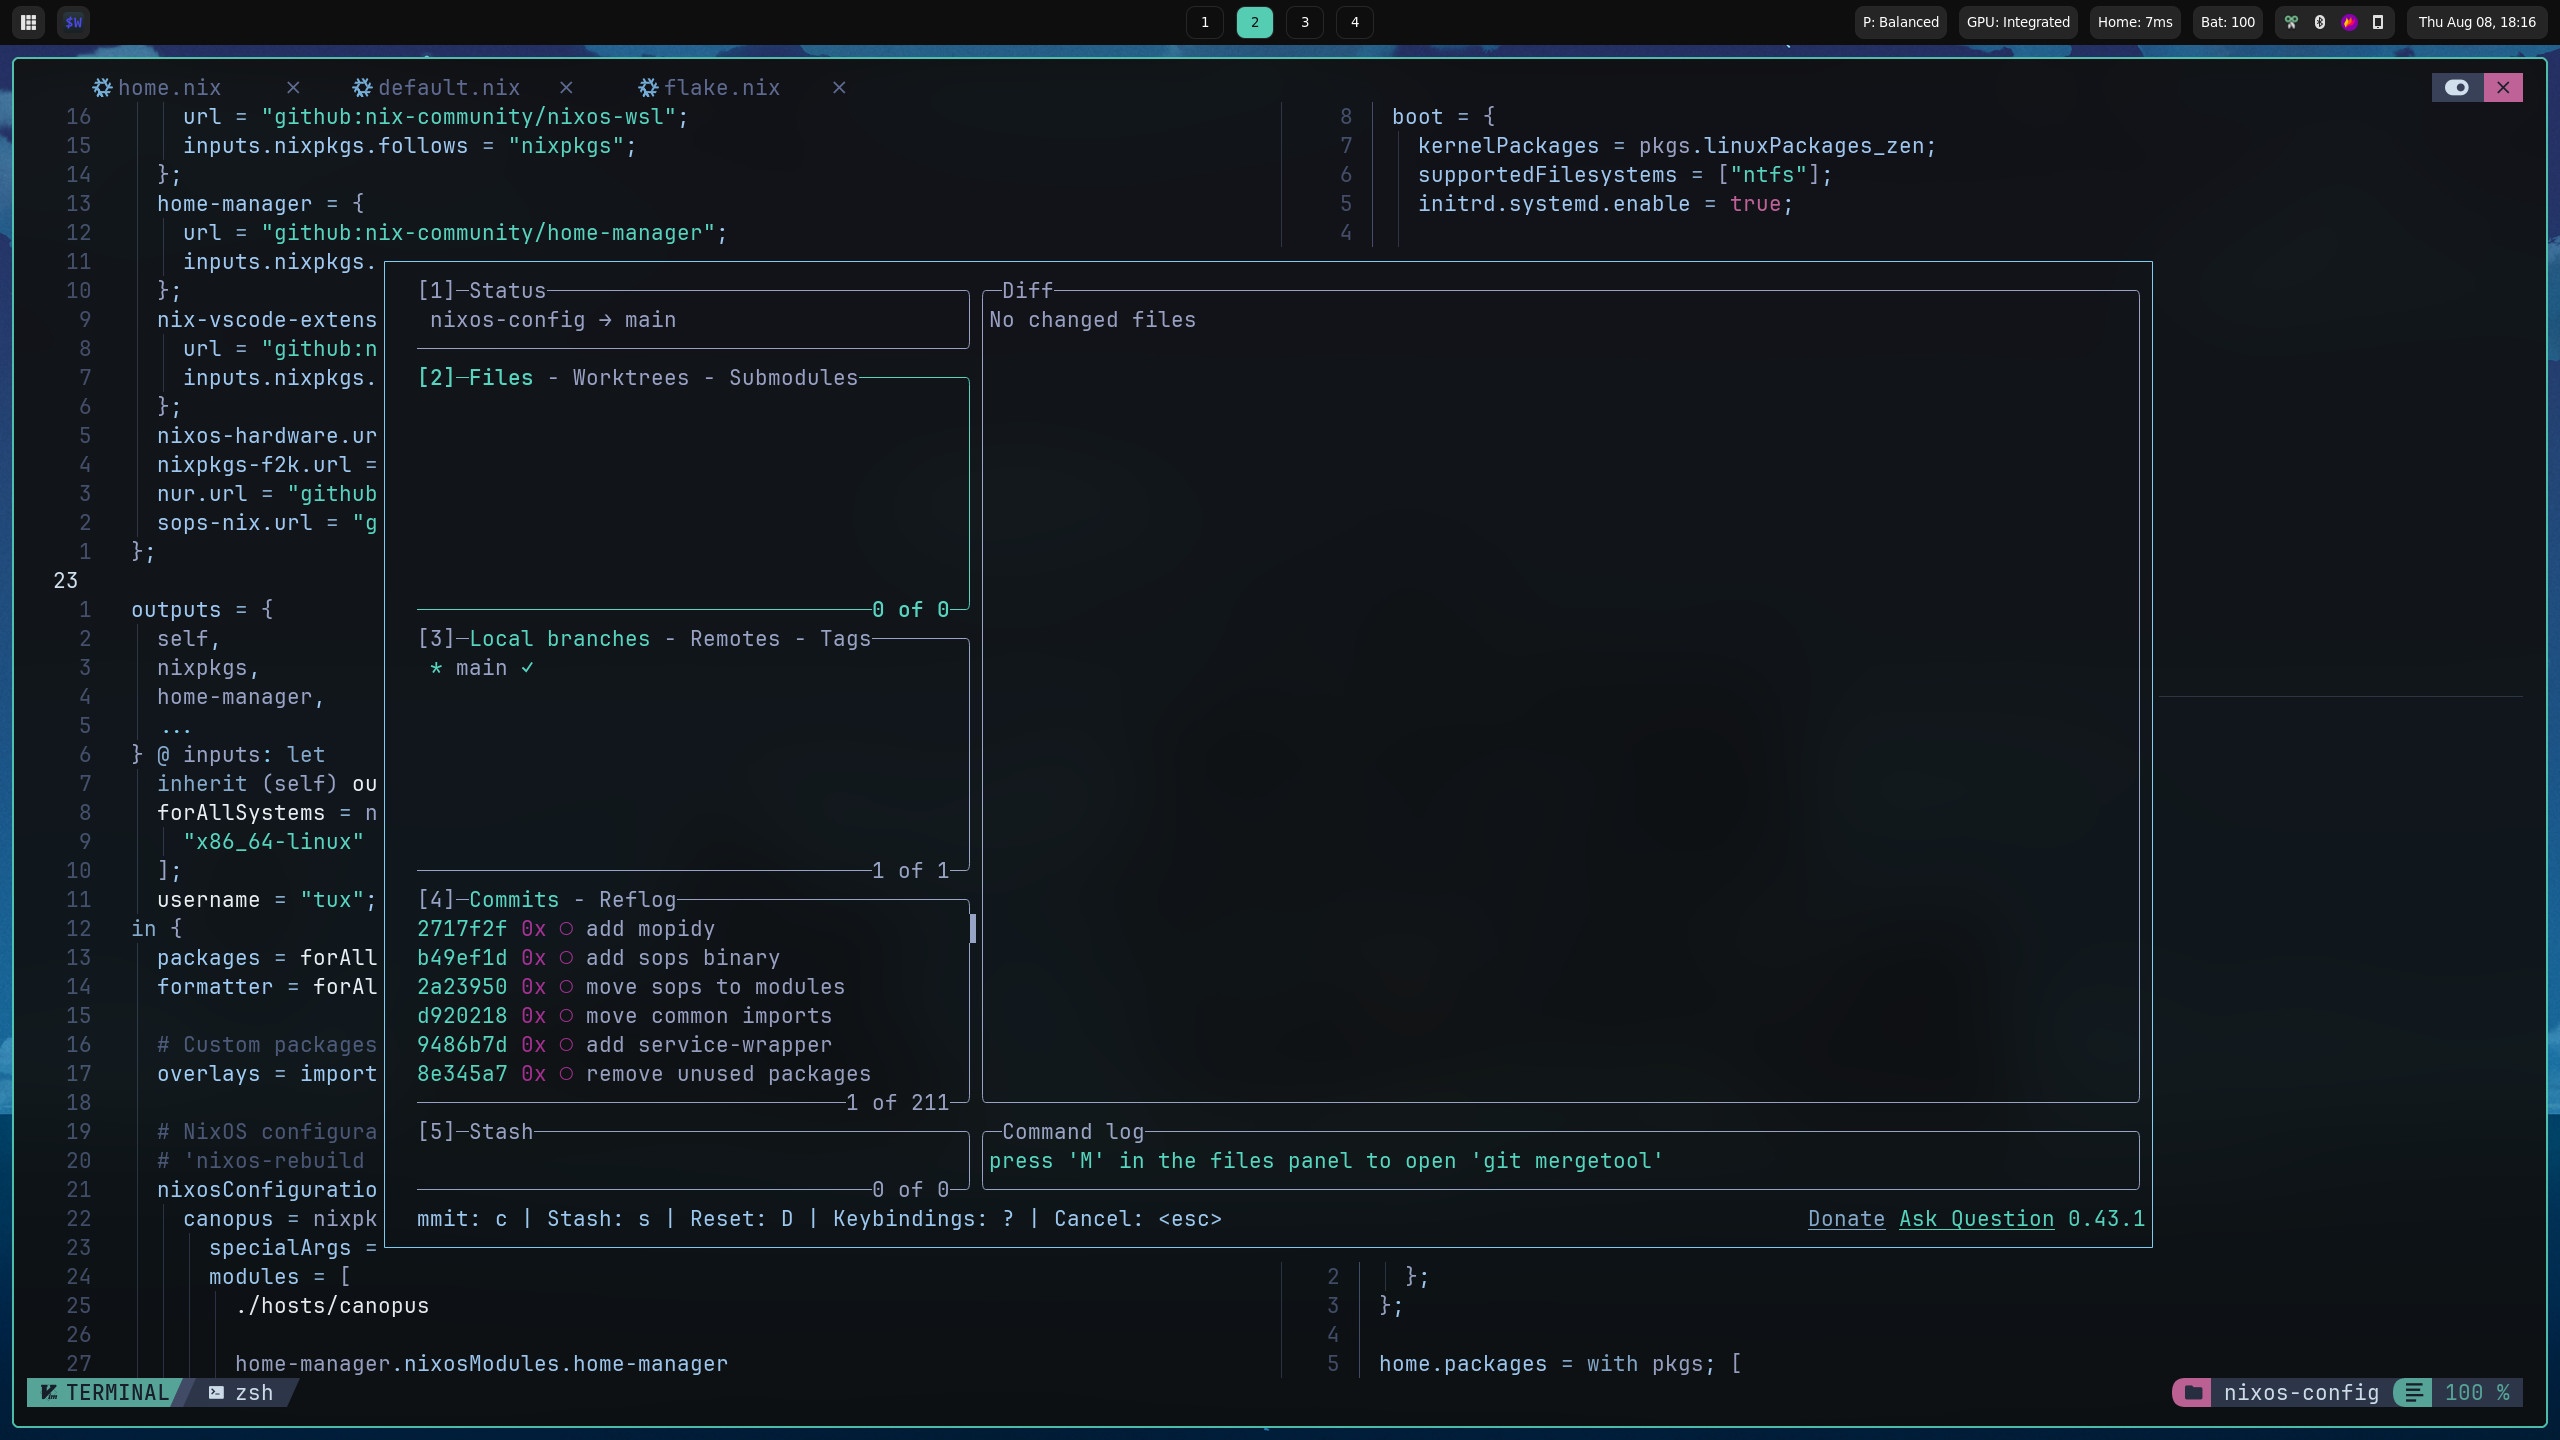 $W
1 2 3 4
P: Balanced GPU: Integrated Home: 7ms Bat: 100 Thu Aug 08, 18:16
home.nix default.nix flake.nix
16 url = "github:nix-community/nixos-wsl";
15 inputs.nixpkgs.follows = "nixpkgs";
14 };
13 home-manager = {
12 url = "github:nix-community/home-manager";
11 inputs.nixpkgs.
10 };
9 nix-vscode-extens
8 url = "github:n
7 inputs.nixpkgs.
6 };
5 nixos-hardware.ur
4 nixpkgs-f2k.url =
3 nur.url = "github
2 sops-nix.url = "g
1 };
23
1 outputs = {
2 self,
3 nixpkgs,
4 home-manager,
5 ...
6 } @ inputs: let
7 inherit (self) ou
8 forAllSystems = n
9 "x86_64-linux"
10 ];
11 username = "tux";
12 in {
13 packages = forAll
14 formatter = forAl
15
16 # Custom packages
17 overlays = import
18
19 # NixOS configura
20 # 'nixos-rebuild
21 nixosConfiguratio
22 canopus = nixpk
23 specialArgs =
24 modules = [
25 ./hosts/canopus
26
27 home-manager.nixosModules.home-manager
8 boot = {
7 kernelPackages = pkgs.linuxPackages_zen;
6 supportedFilesystems = ["ntfs"];
5 initrd.systemd.enable = true;
4
[1]─Status
nixos-config → main
[2]─Files - Worktrees - Submodules
0 of 0
[3]─Local branches - Remotes - Tags
* main ✓
1 of 1
[4]─Commits - Reflog
2717f2f 0x ○ add mopidy
b49ef1d 0x ○ add sops binary
2a23950 0x ○ move sops to modules
d920218 0x ○ move common imports
9486b7d 0x ○ add service-wrapper
8e345a7 0x ○ remove unused packages
1 of 211
[5]─Stash
0 of 0
Diff
No changed files
Command log
press 'M' in the files panel to open 'git mergetool'
mmit: c | Stash: s | Reset: D | Keybindings: ? | Cancel: <esc>
Donate Ask Question 0.43.1
2 };
3 };
4
5 home.packages = with pkgs; [
TERMINAL zsh
nixos-config 100 %